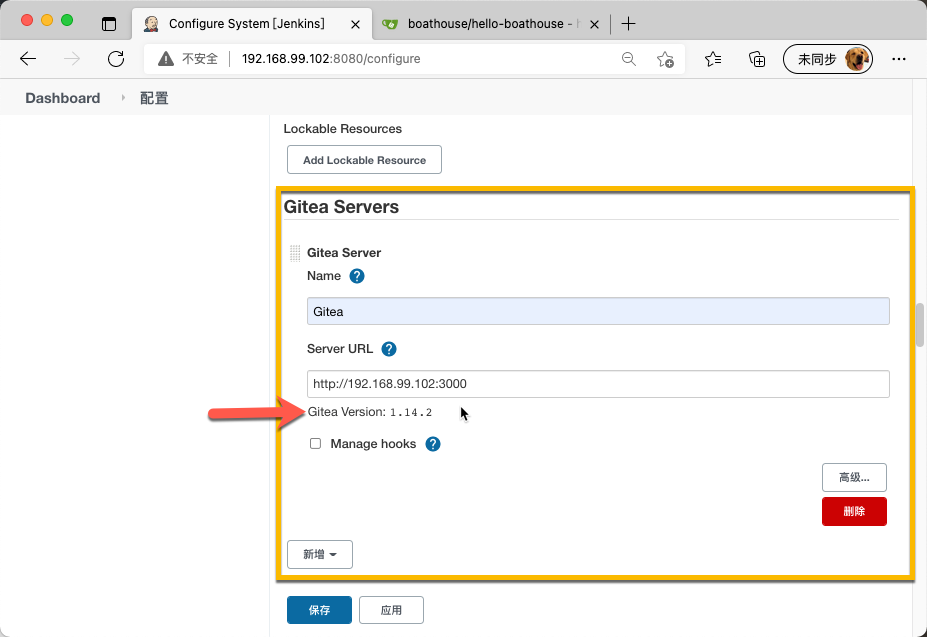 Configure System [Jenkins]
boathouse/hello-boathouse -
不安全
192.168.99.102:8080/configure
未同步
Dashboard
配置
Lockable Resources
Add Lockable Resource
Gitea Servers
Gitea Server
Name ?
Gitea
Server URL ?
http://192.168.99.102:3000
Gitea Version: 1.14.2
Manage hooks ?
高级...
删除
新增
保存
应用